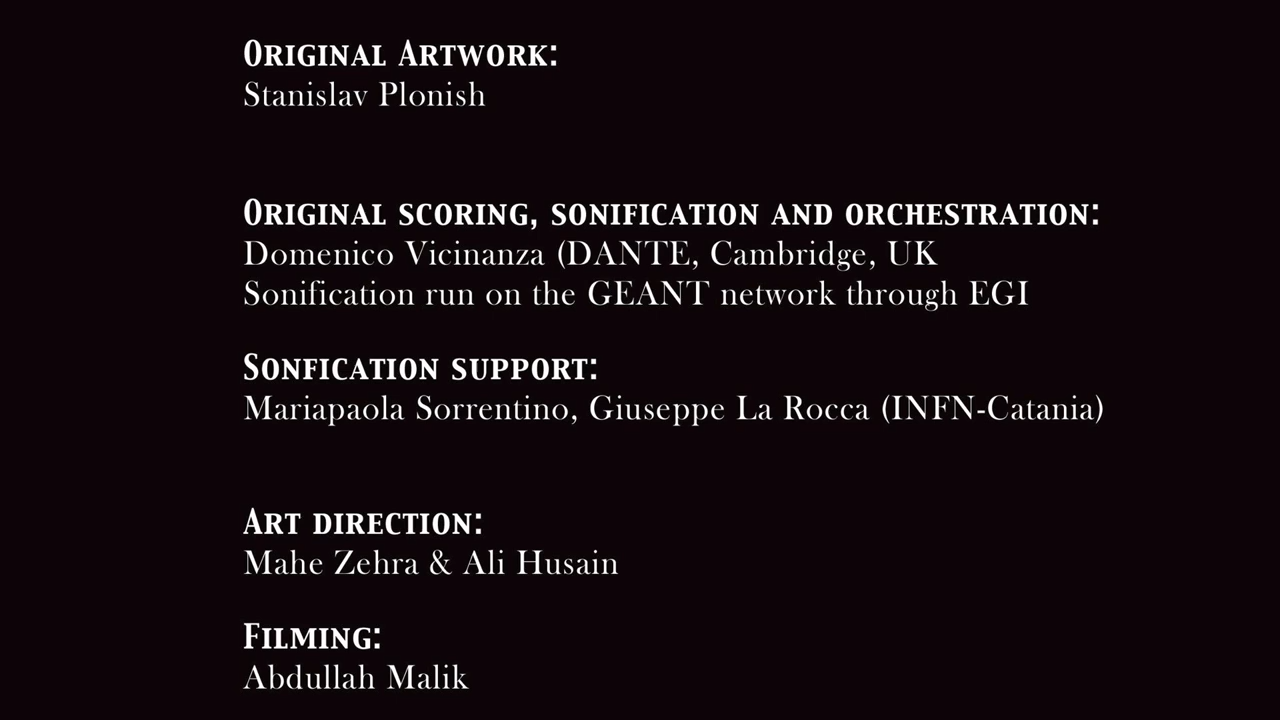 Original Artwork:
Stanislav Plonish
Original scoring, sonification and orchestration:
Domenico Vicinanza (DANTE, Cambridge, UK
Sonification run on the GEANT network through EGI
Sonfication support:
Mariapaola Sorrentino, Giuseppe La Rocca (INFN-Catania)
Art direction:
Mahe Zehra & Ali Husain
Filming:
Abdullah Malik